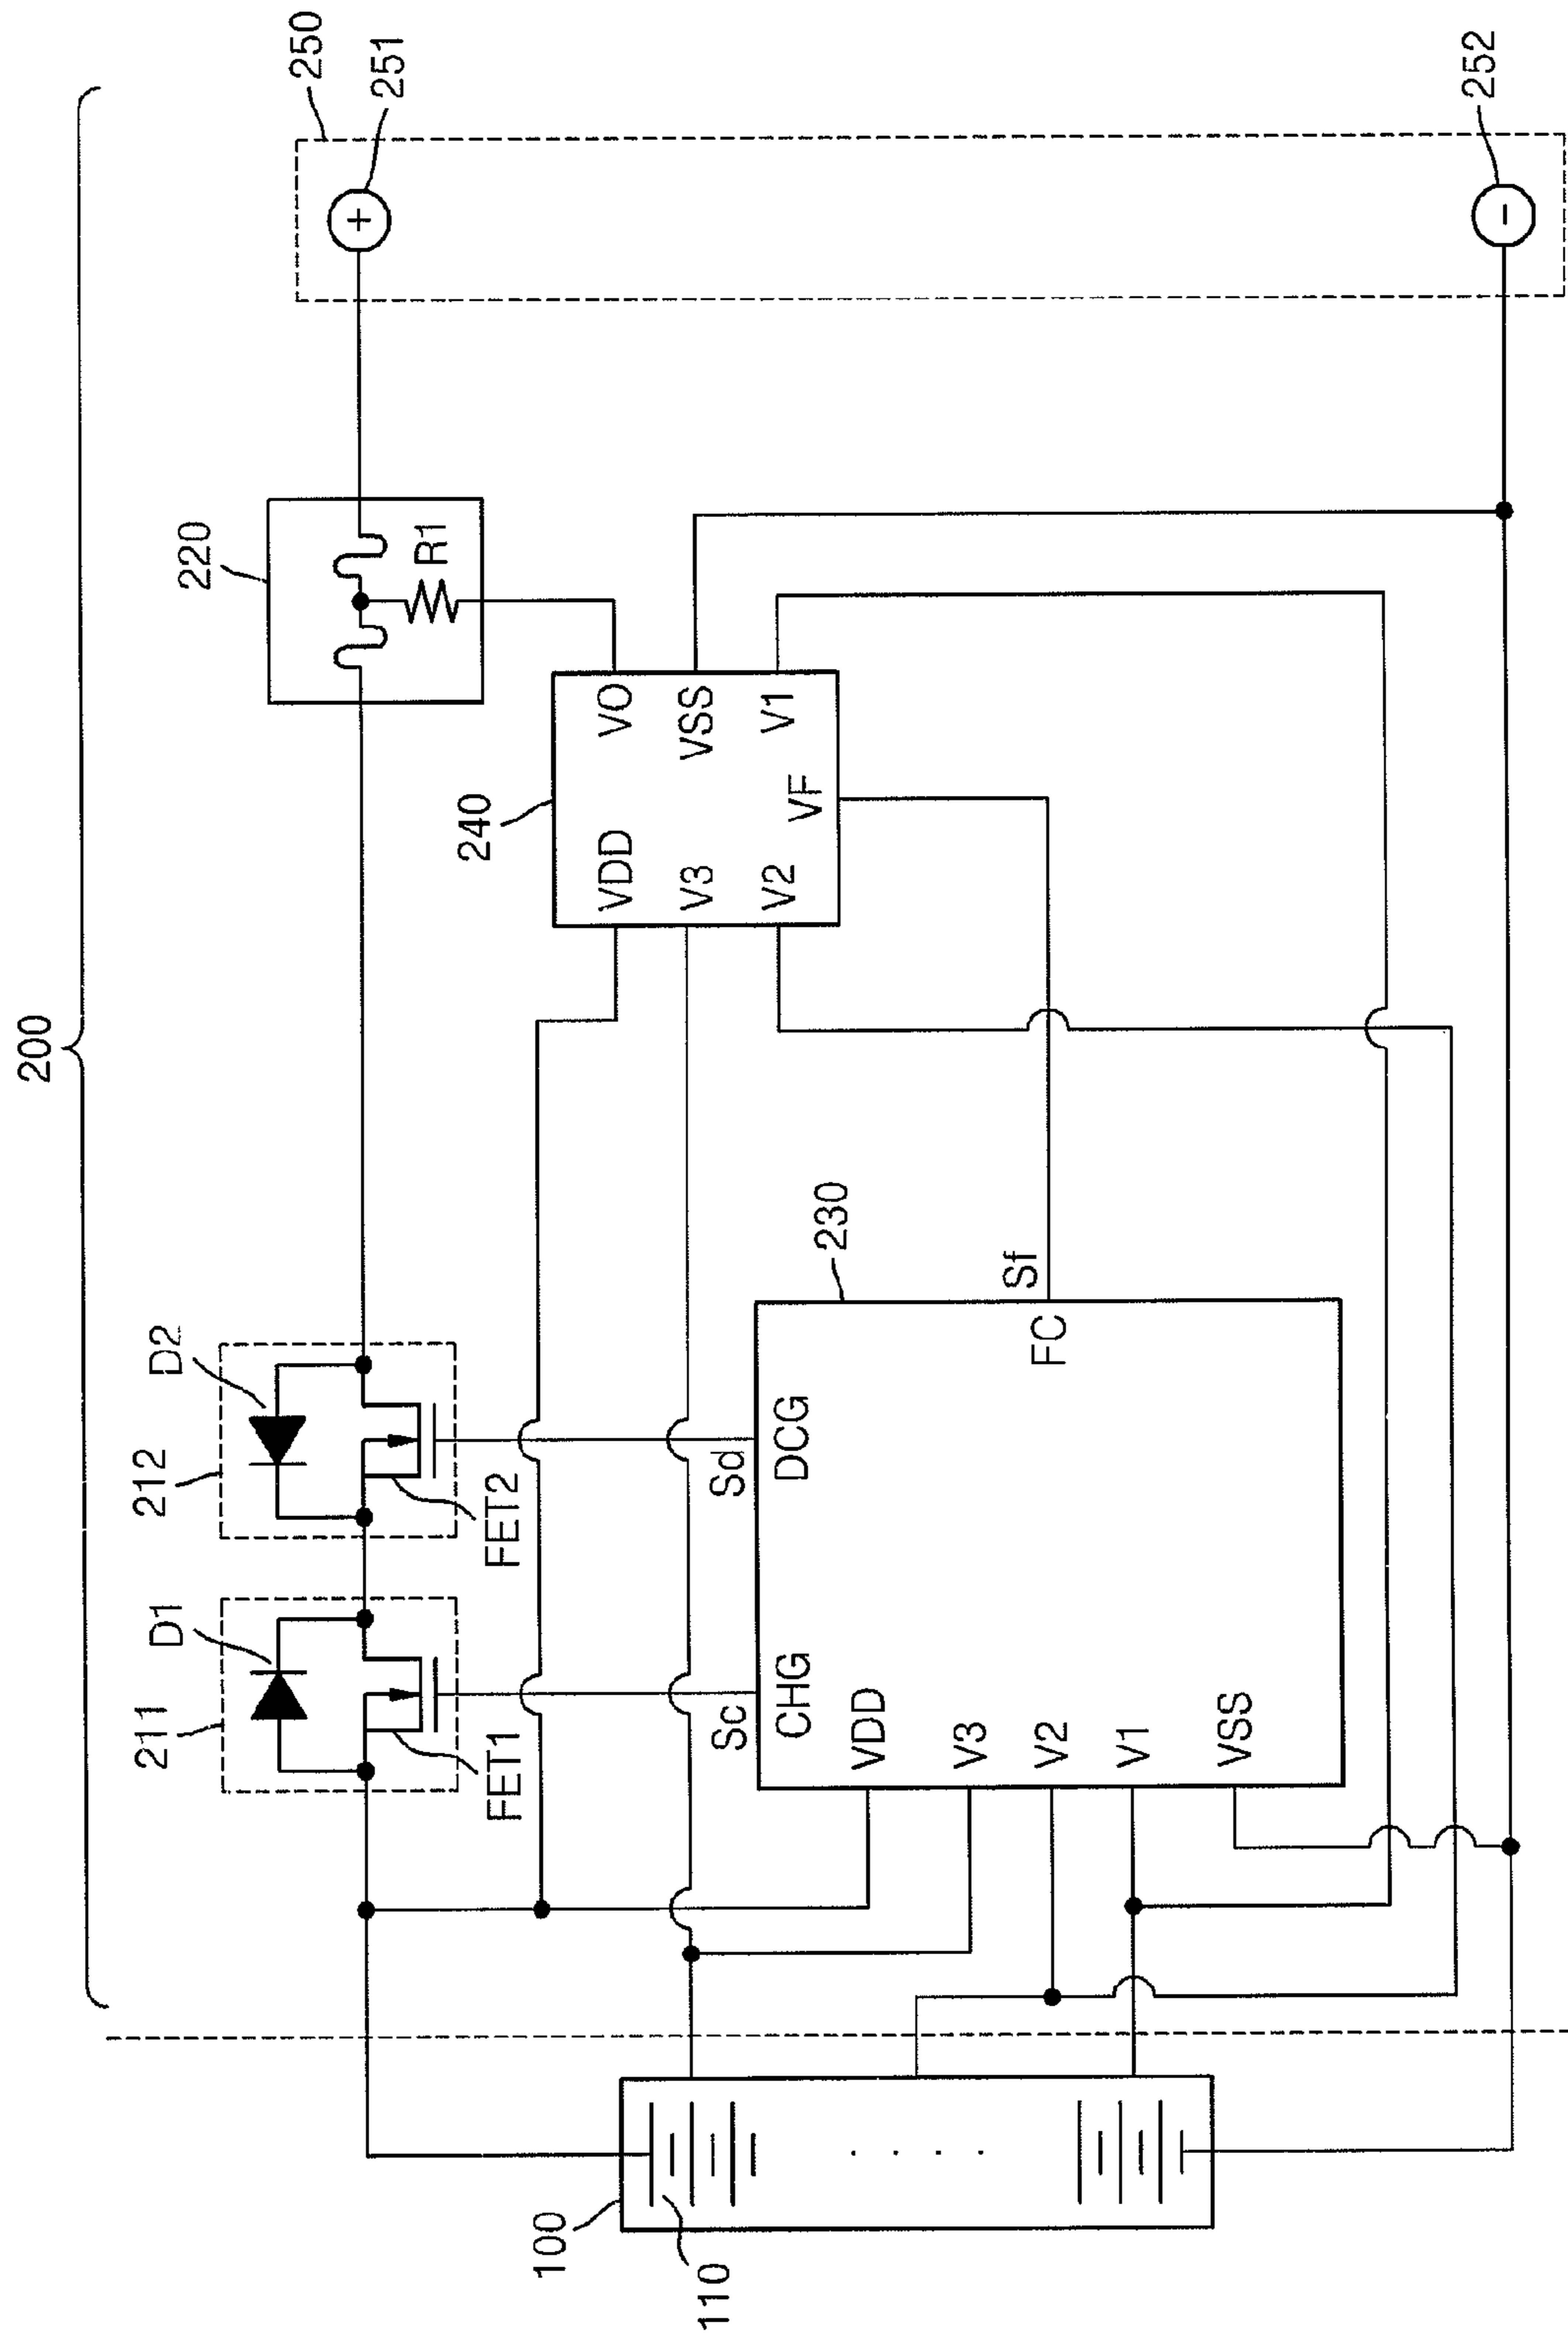 200
250
251
252
220
R1
240
VO
VSS
V1
VF
VDD
V3
V2
D2
212
FET2
D1
211
FET1
230
Sd
DCG
Sf
FC
Sc
CHG
VDD
V3
V2
V1
VSS
100
110
+
-